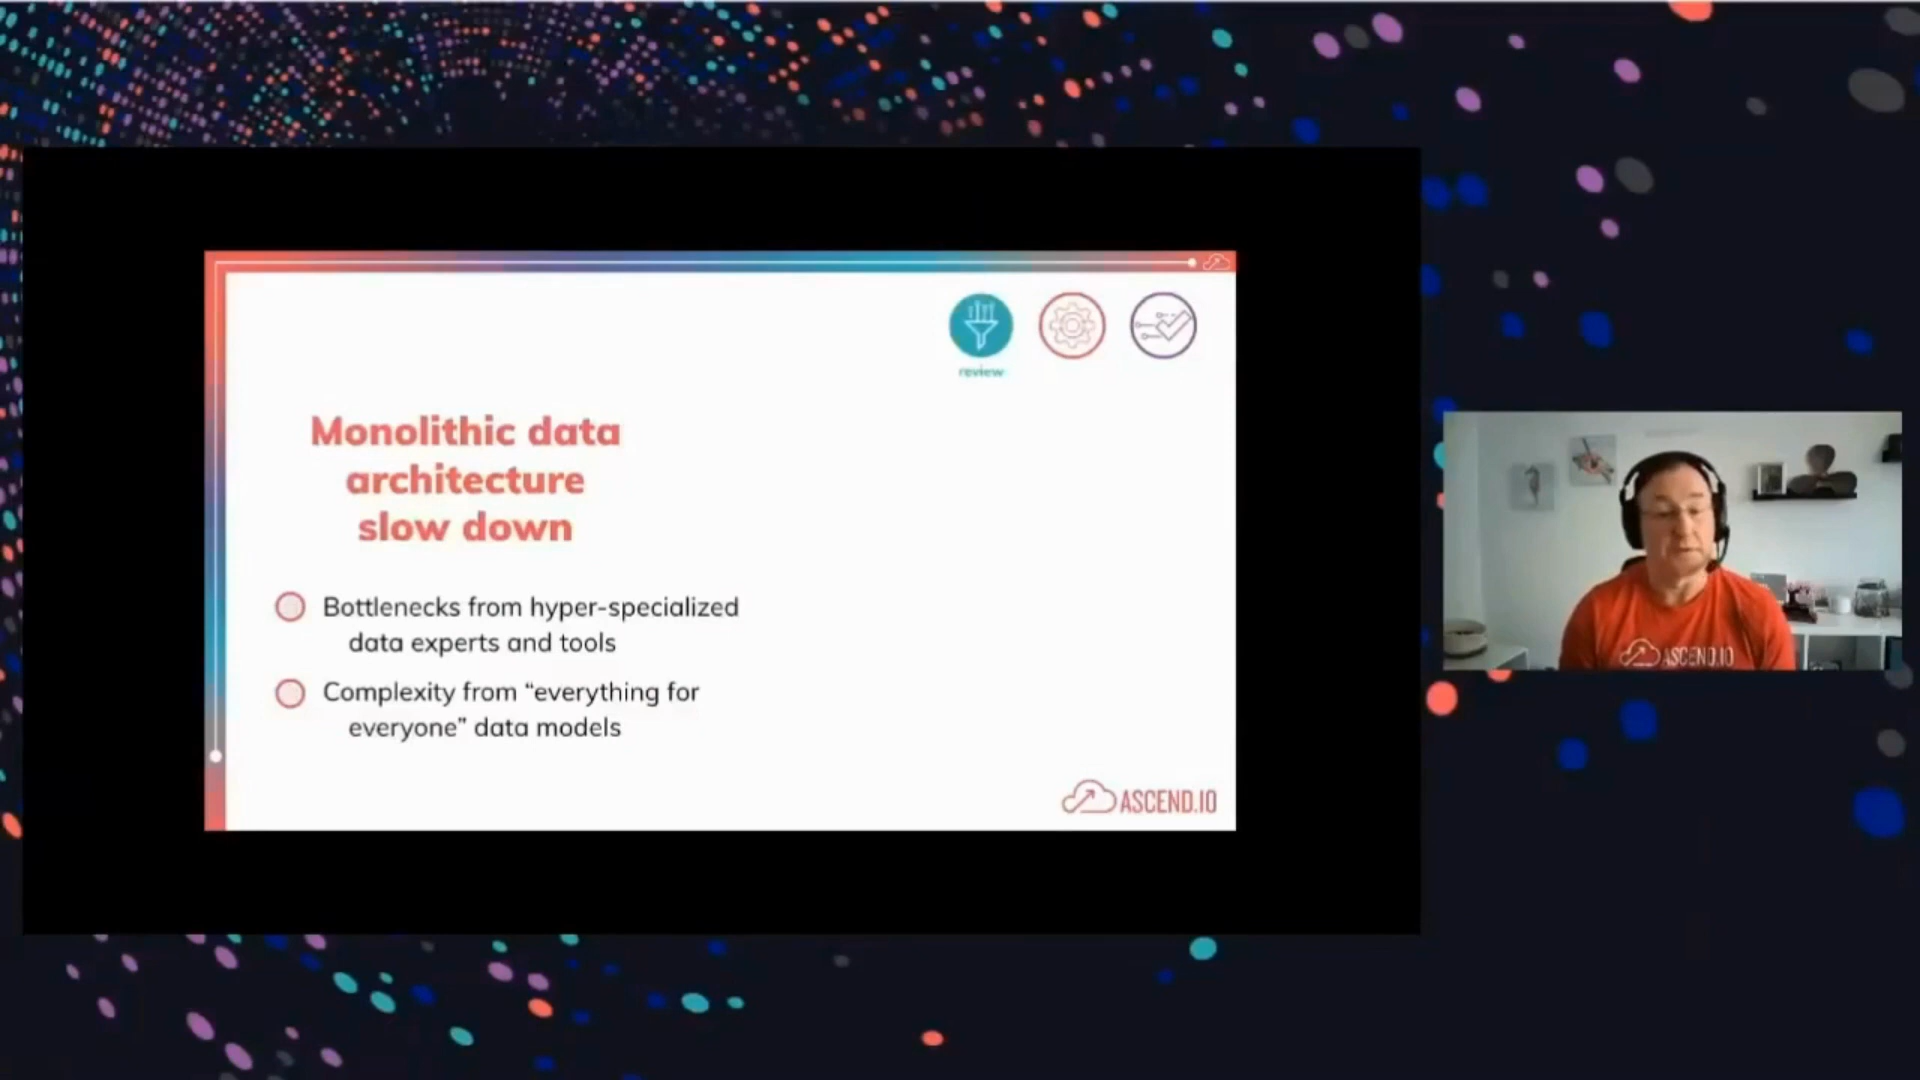 review
Monolithic data
architecture
slow down
Bottlenecks from hyper-specialized
data experts and tools
Complexity from “everything for
everyone” data models
ASCEND.IO
ASCEND.IO